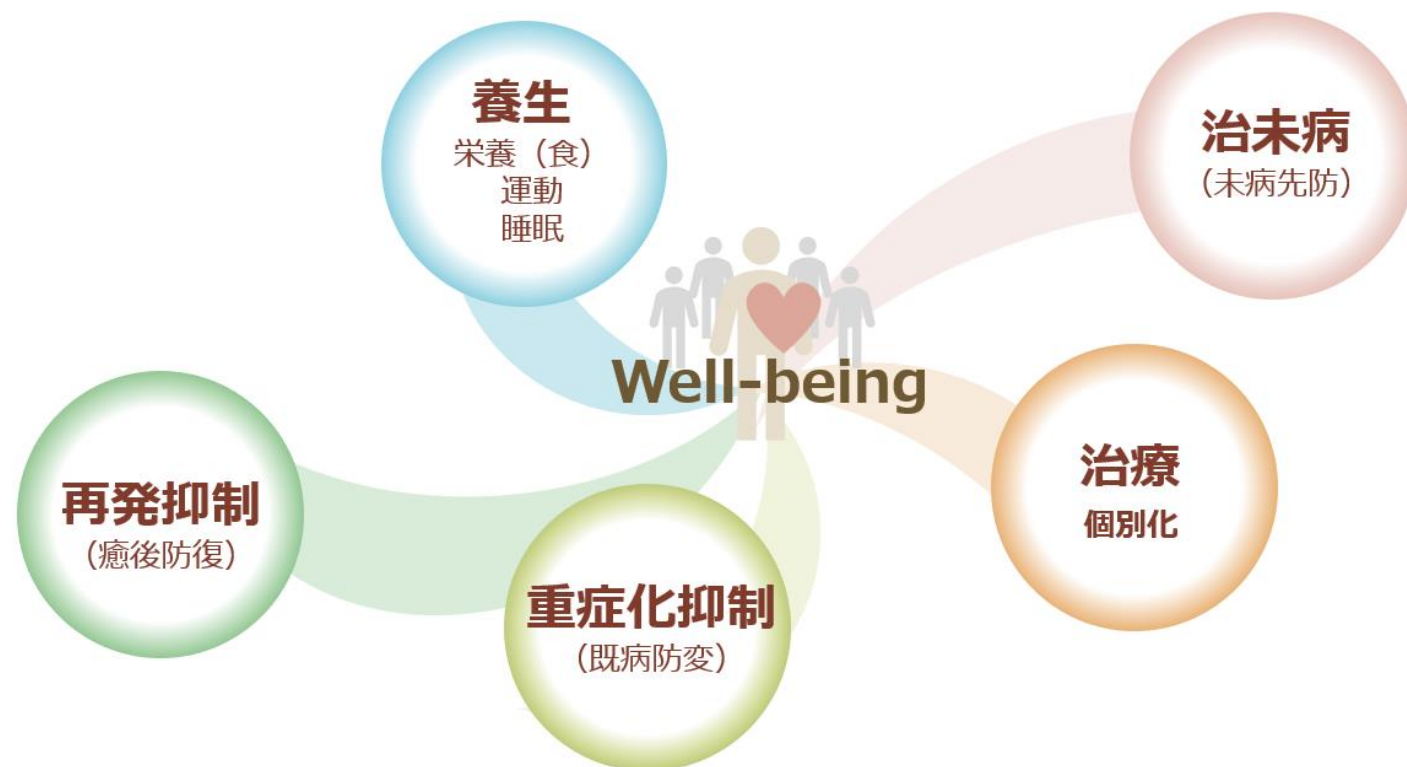 養生
栄養（食）
運動
睡眠
治未病
（未病先防）
Well-being
治療
個別化
再発抑制
（癒後防復）
重症化抑制
（既病防変）